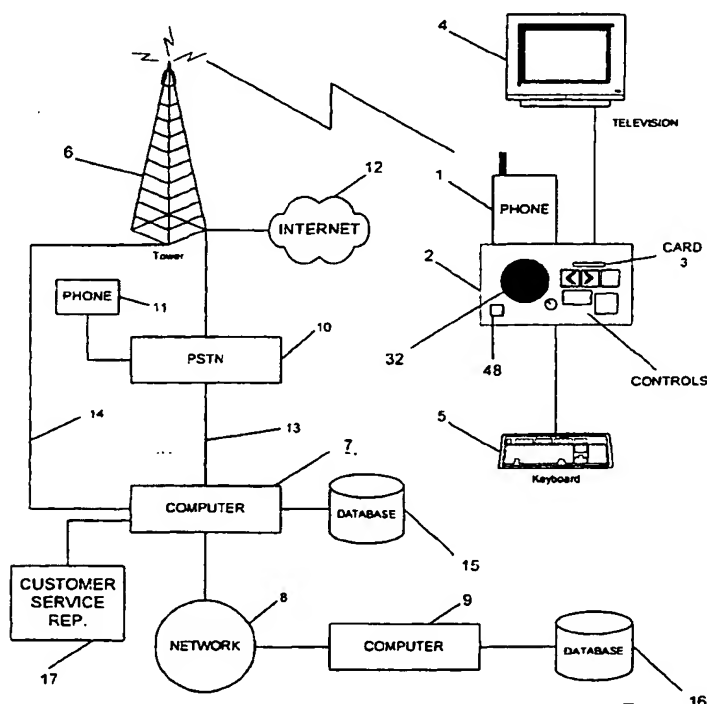 4
TELEVISION
6
12
1
PHONE
INTERNET
CARD
3
2
Tower
PHONE
11
PSTN
10
32
48
CONTROLS
14
...
13
7
5
Keyboard
COMPUTER
DATABASE
15
CUSTOMER
SERVICE
REP.
17
8
NETWORK
9
COMPUTER
DATABASE
16